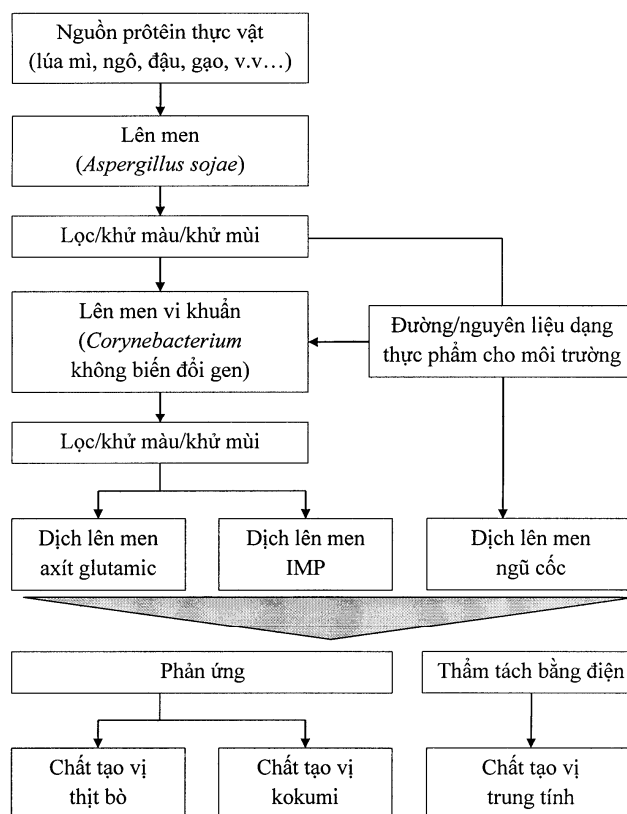 Nguồn prôtêin thực vật
(lúa mì, ngô, đậu, gạo, v.v...)
Lên men
(Aspergillus sojae)
Lọc/khử màu/khử mùi
Lên men vi khuẩn
(Corynebacterium
không biến đổi gen)
Đường/nguyên liệu dạng
thực phẩm cho môi trường
Lọc/khử màu/khử mùi
Dịch lên men
axít glutamic
Dịch lên men
IMP
Dịch lên men
ngũ cốc
Phản ứng
Thẩm tách bằng điện
Chất tạo vị
thịt bò
Chất tạo vị
kokumi
Chất tạo vị
trung tính